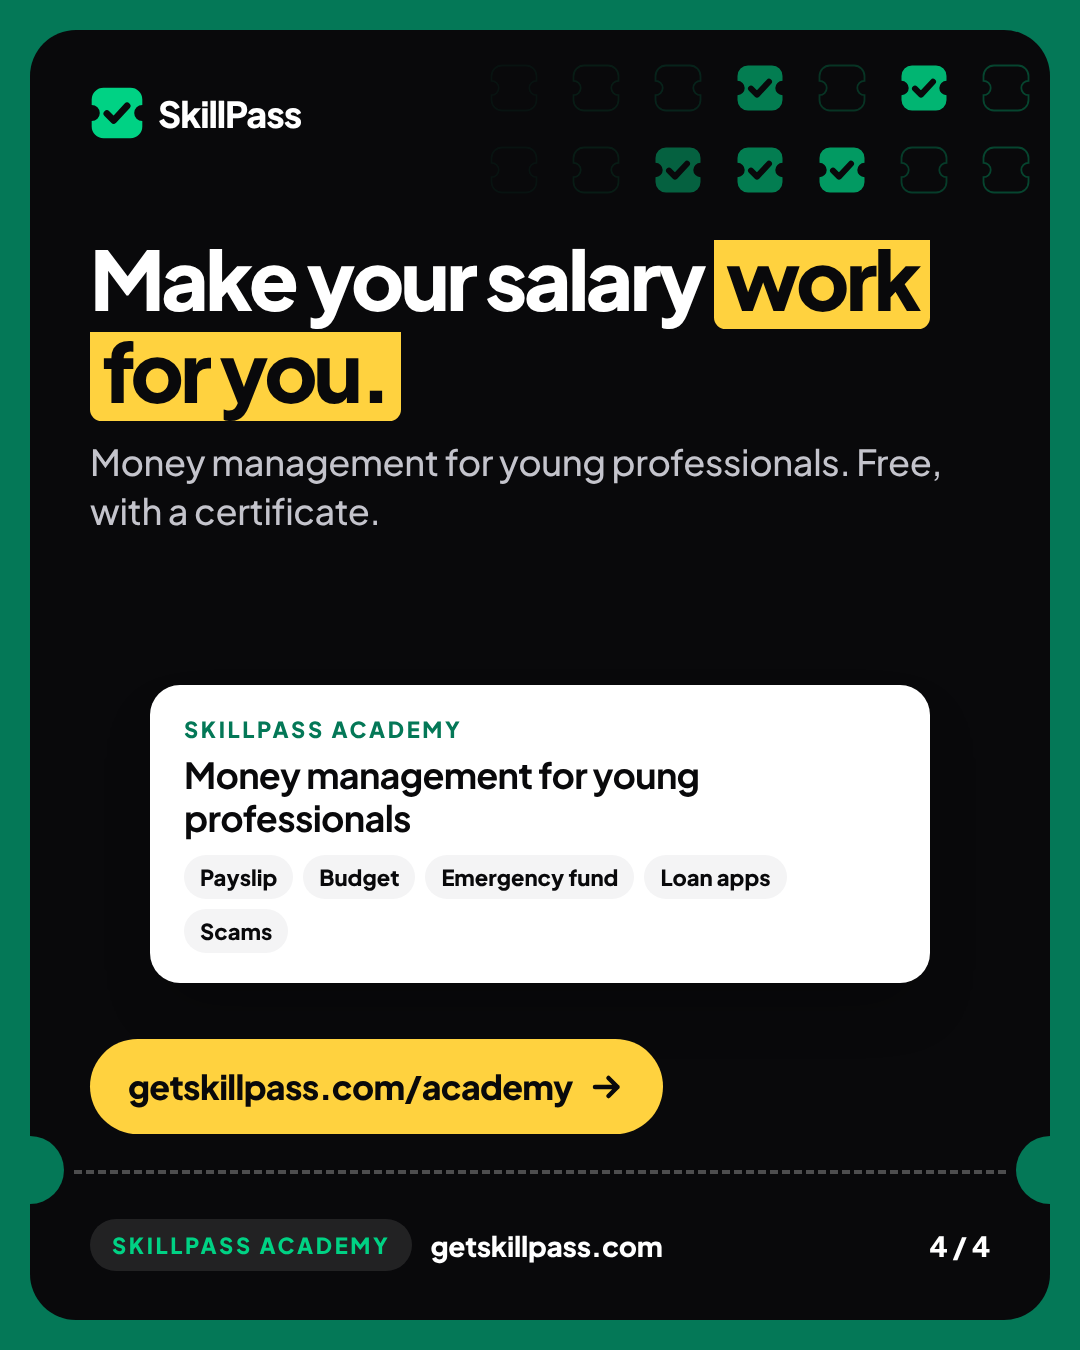 SkillPass
Make your salary work
for you.
Money management for young professionals. Free,
with a certificate.
SKILLPASS ACADEMY
Money management for young
professionals
Payslip Budget Emergency fund Loan apps
Scams
getskillpass.com/academy →
SKILLPASS ACADEMY getskillpass.com 4 / 4